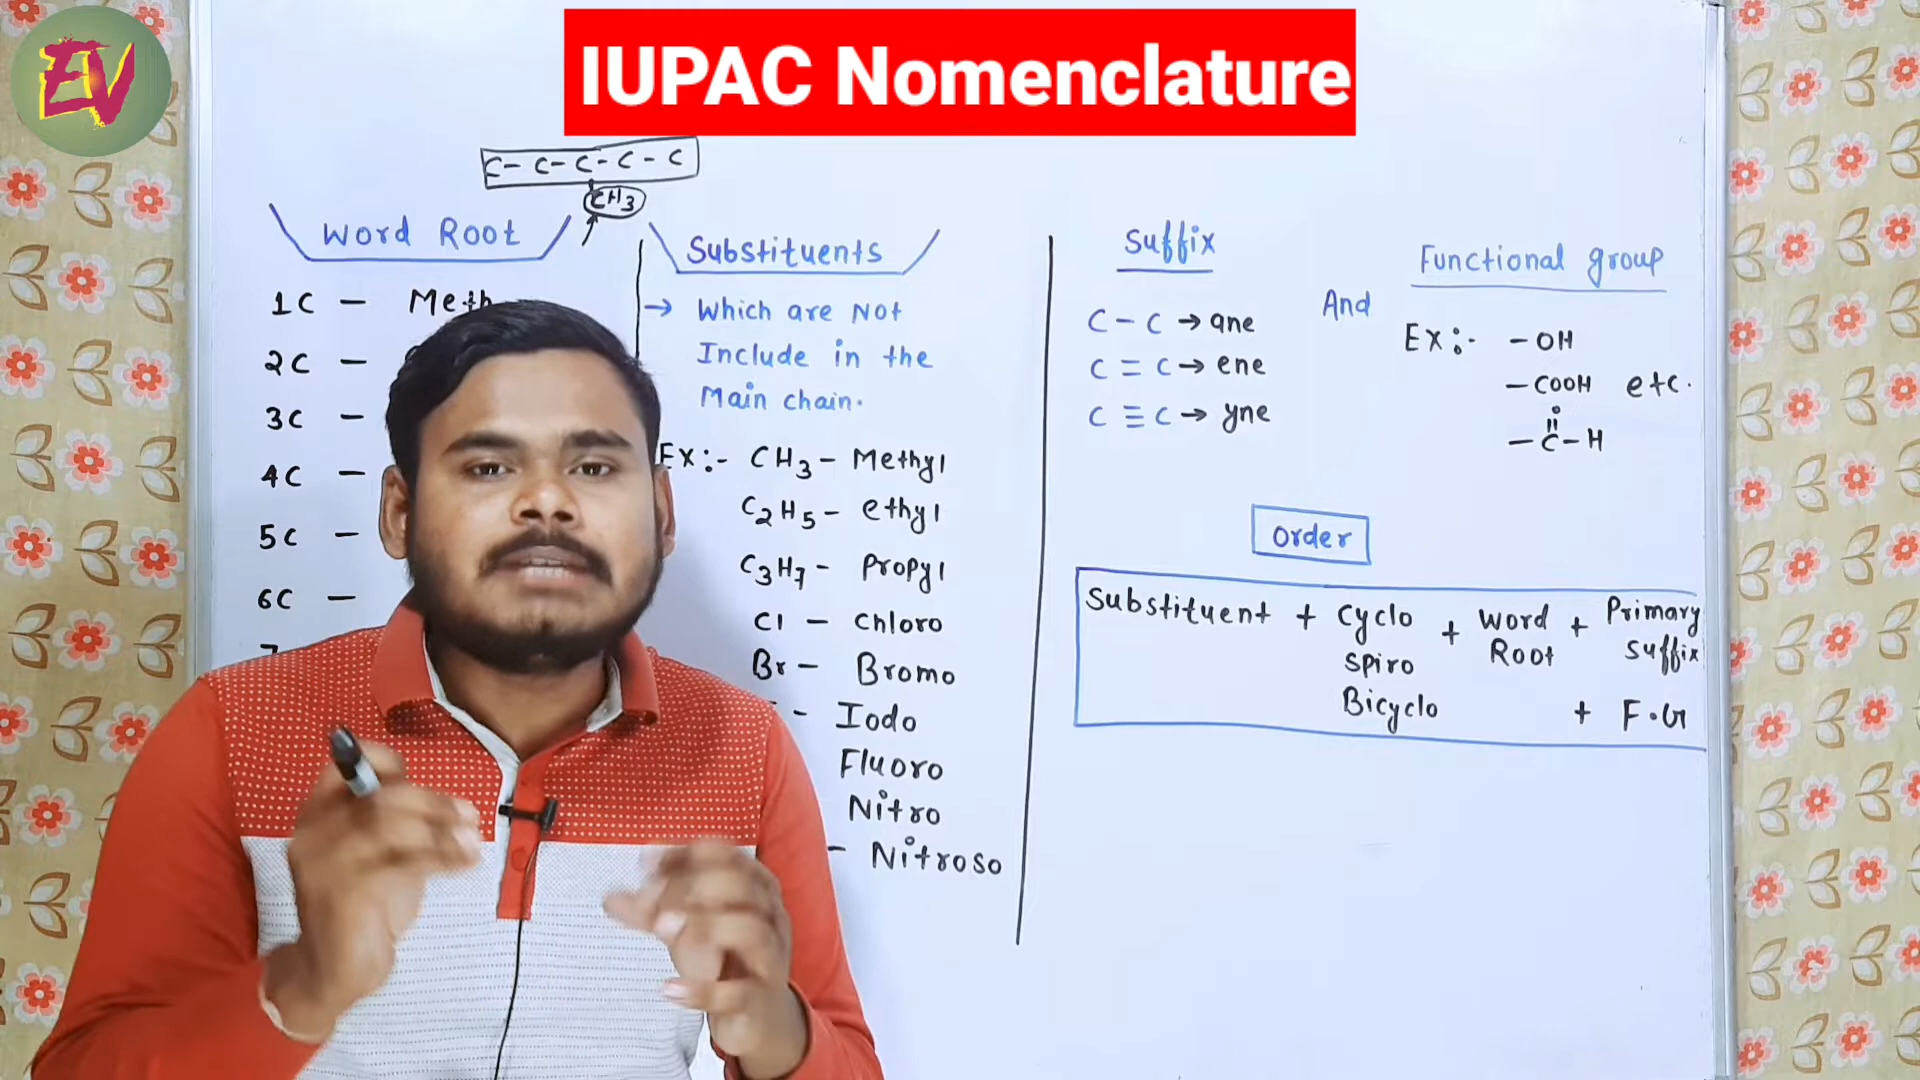 EV
IUPAC Nomenclature
C - C - C - C - C
CH3
Word Root
1C - Meth
2C -
3C -
4C -
5C -
6C -
Substituents
→ Which are Not
Include in the
Main chain.
Ex:- CH3 - Methyl
C2H5 - ethyl
C3H7 - Propyl
Cl - Chloro
Br - Bromo
- Iodo
Fluoro
Nitro
- Nitroso
Suffix
C - C → ane
C = C → ene
C ≡ C → yne
And
Functional group
Ex:- - OH
- COOH etc.
- C - H
Order
Substituent + Cyclo + Word + Primary
Spiro Root Suffix
Bicyclo + F.G